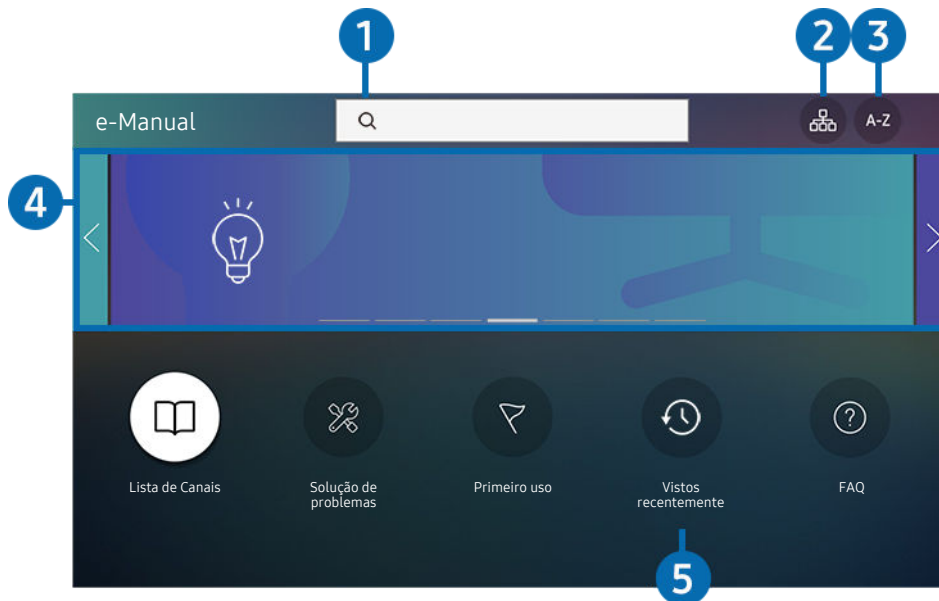 1
2
3
e-Manual
A-Z
4
Lista de Canais
Solução de
problemas
Primeiro uso
Vistos
recentemente
FAQ
5